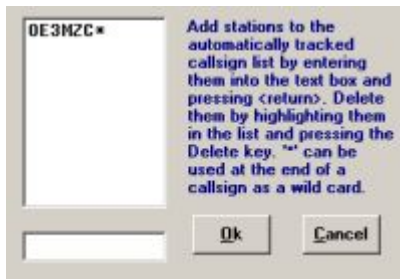 OE3MZC*
Add stations to the
automatically tracked
callsign list by entering
them into the text box and
pressing <return>. Delete
them by highlighting them
in the list and pressing the
Delete key. "*" can be
used at the end of a
callsign as a wild card.
Ok Cancel